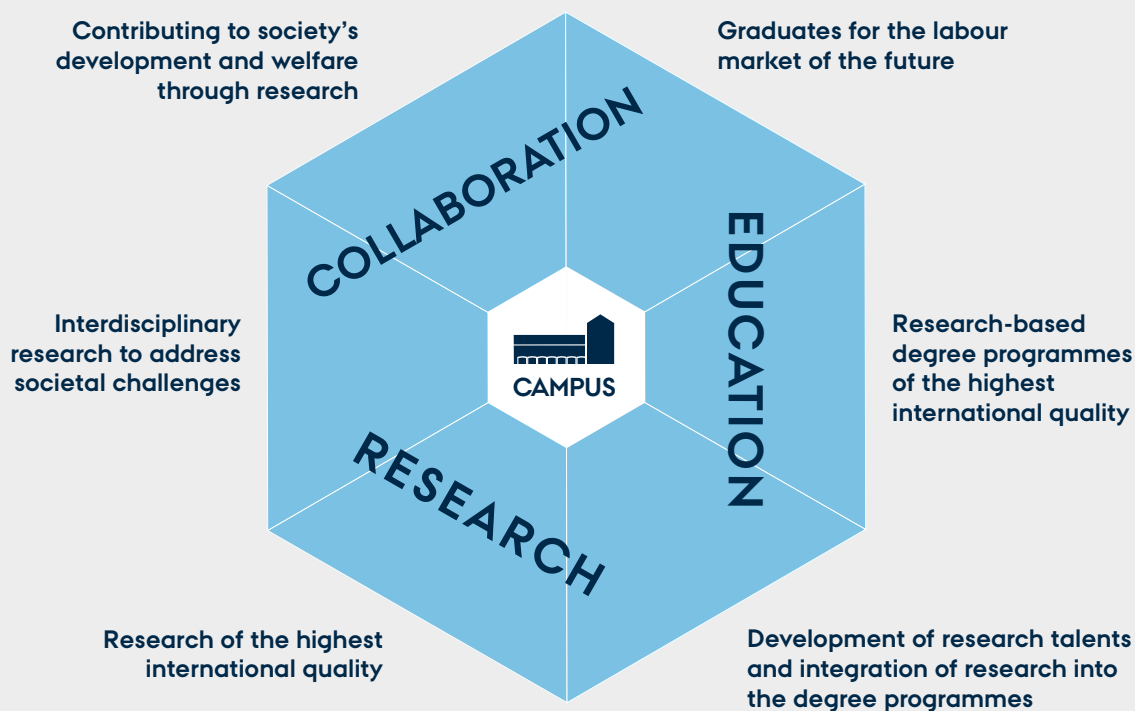 Contributing to society’s
development and welfare
through research
Graduates for the labour
market of the future
COLLABORATION
EDUCATION
Interdisciplinary
research to address
societal challenges
CAMPUS
Research-based
degree programmes
of the highest
international quality
RESEARCH
Research of the highest
international quality
Development of research talents
and integration of research into
the degree programmes